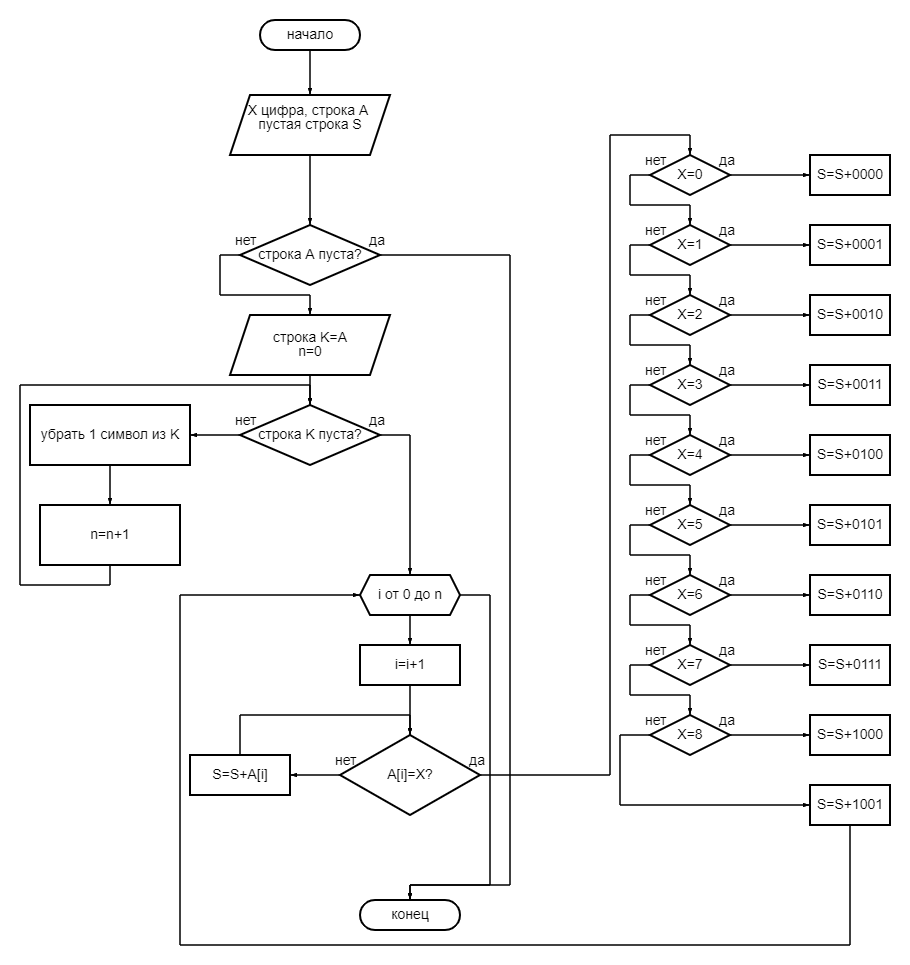 начало
X цифра, строка A
пустая строка S
строка A пуста?
нет
да
строка K=A
n=0
строка K пуста?
нет
да
убрать 1 символ из K
n=n+1
i от 0 до n
i=i+1
A[i]=X?
нет
да
S=S+A[i]
конец
нет
да
X=0
S=S+0000
нет
да
X=1
S=S+0001
нет
да
X=2
S=S+0010
нет
да
X=3
S=S+0011
нет
да
X=4
S=S+0100
нет
да
X=5
S=S+0101
нет
да
X=6
S=S+0110
нет
да
X=7
S=S+0111
нет
да
X=8
S=S+1000
S=S+1001